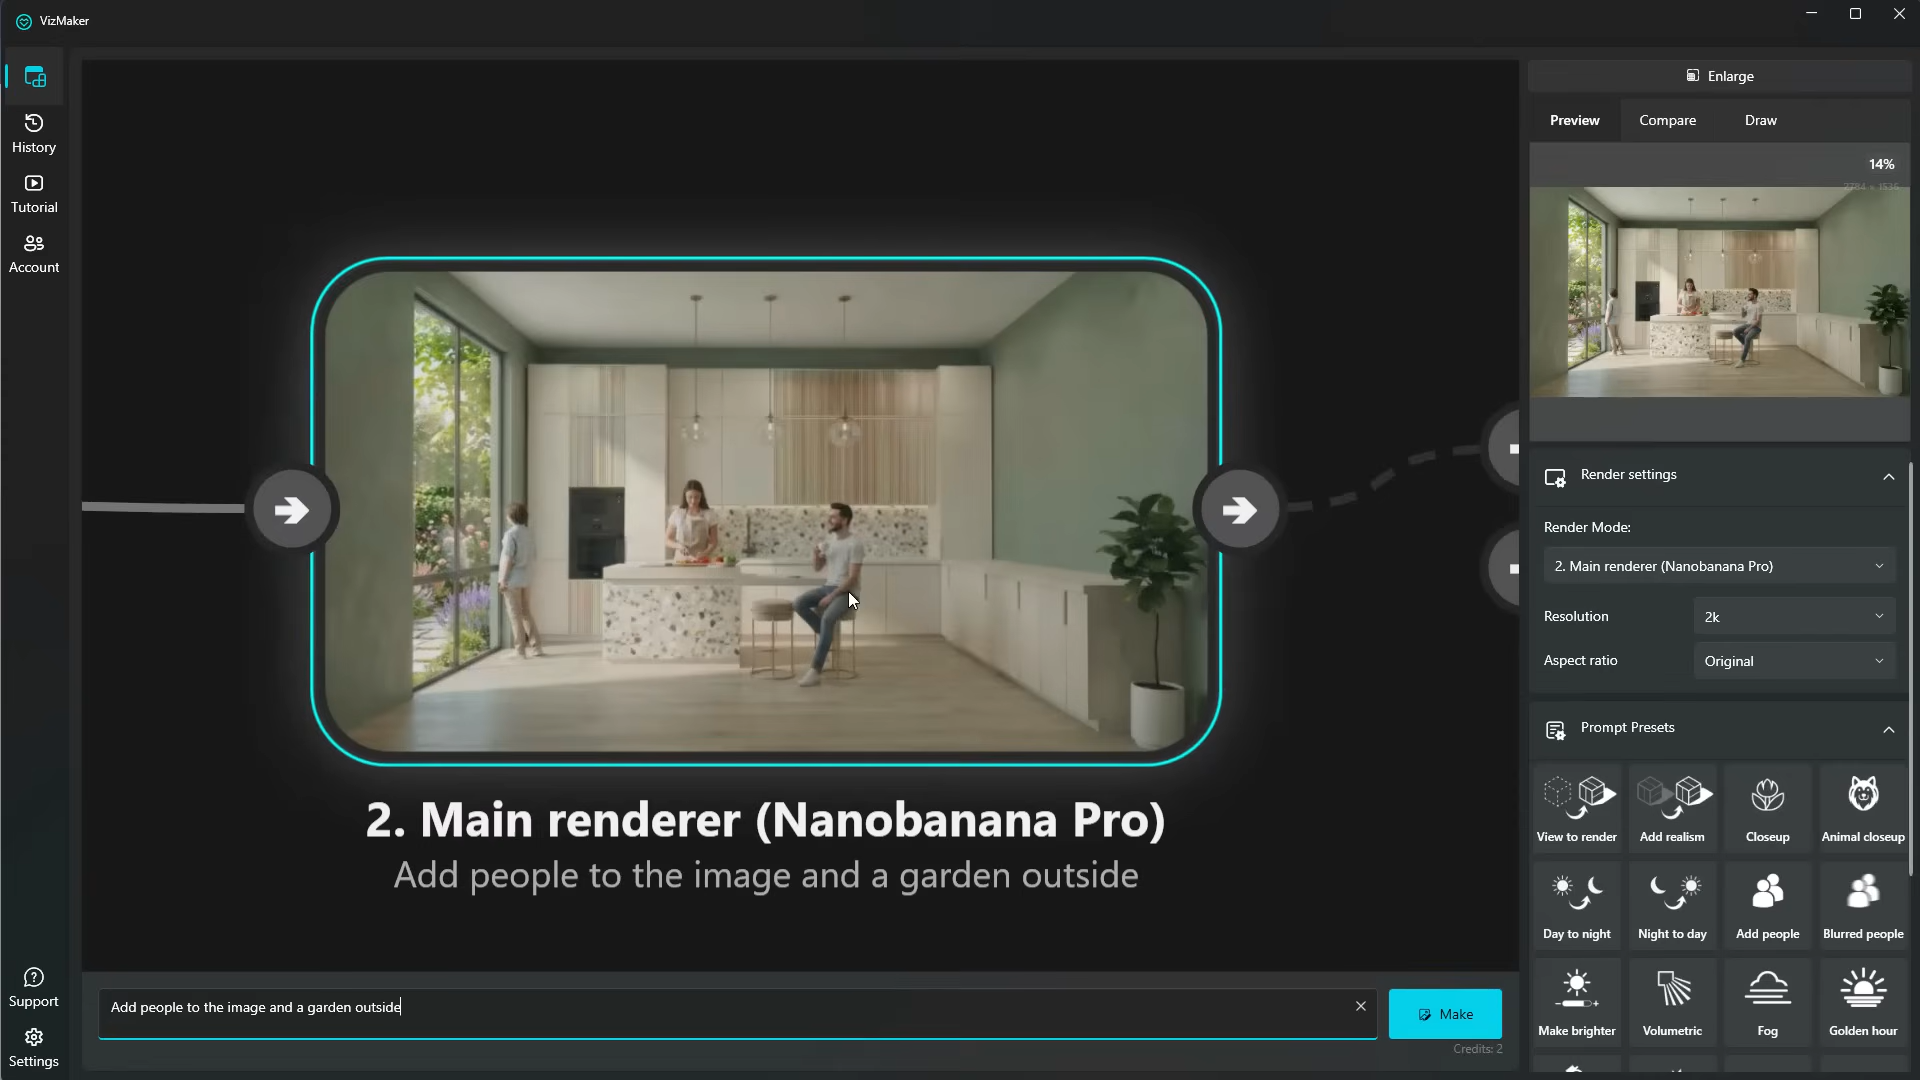 VizMaker
History
Tutorial
Account
Support
Settings
2. Main renderer (Nanobanana Pro)
Add people to the image and a garden outside
Add people to the image and a garden outside
Make
Credits: 2
Enlarge
Preview Compare Draw
14%
2784 × 1536
Render settings
Render Mode:
2. Main renderer (Nanobanana Pro)
Resolution 2k
Aspect ratio Original
Prompt Presets
View to render Add realism Closeup Animal closeup
Day to night Night to day Add people Blurred people
Make brighter Volumetric Fog Golden hour